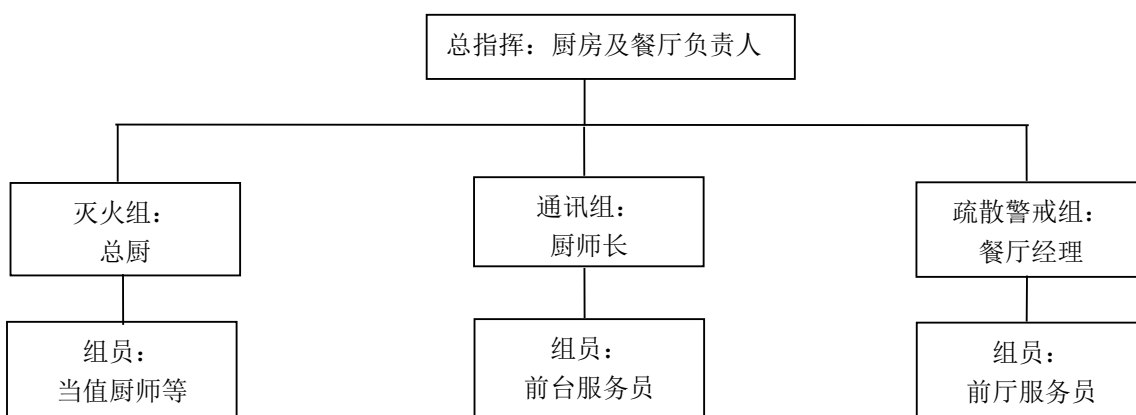 总指挥：厨房及餐厅负责人
灭火组：
总厨
通讯组：
厨师长
疏散警戒组：
餐厅经理
组员：
当值厨师等
组员：
前台服务员
组员：
前厅服务员